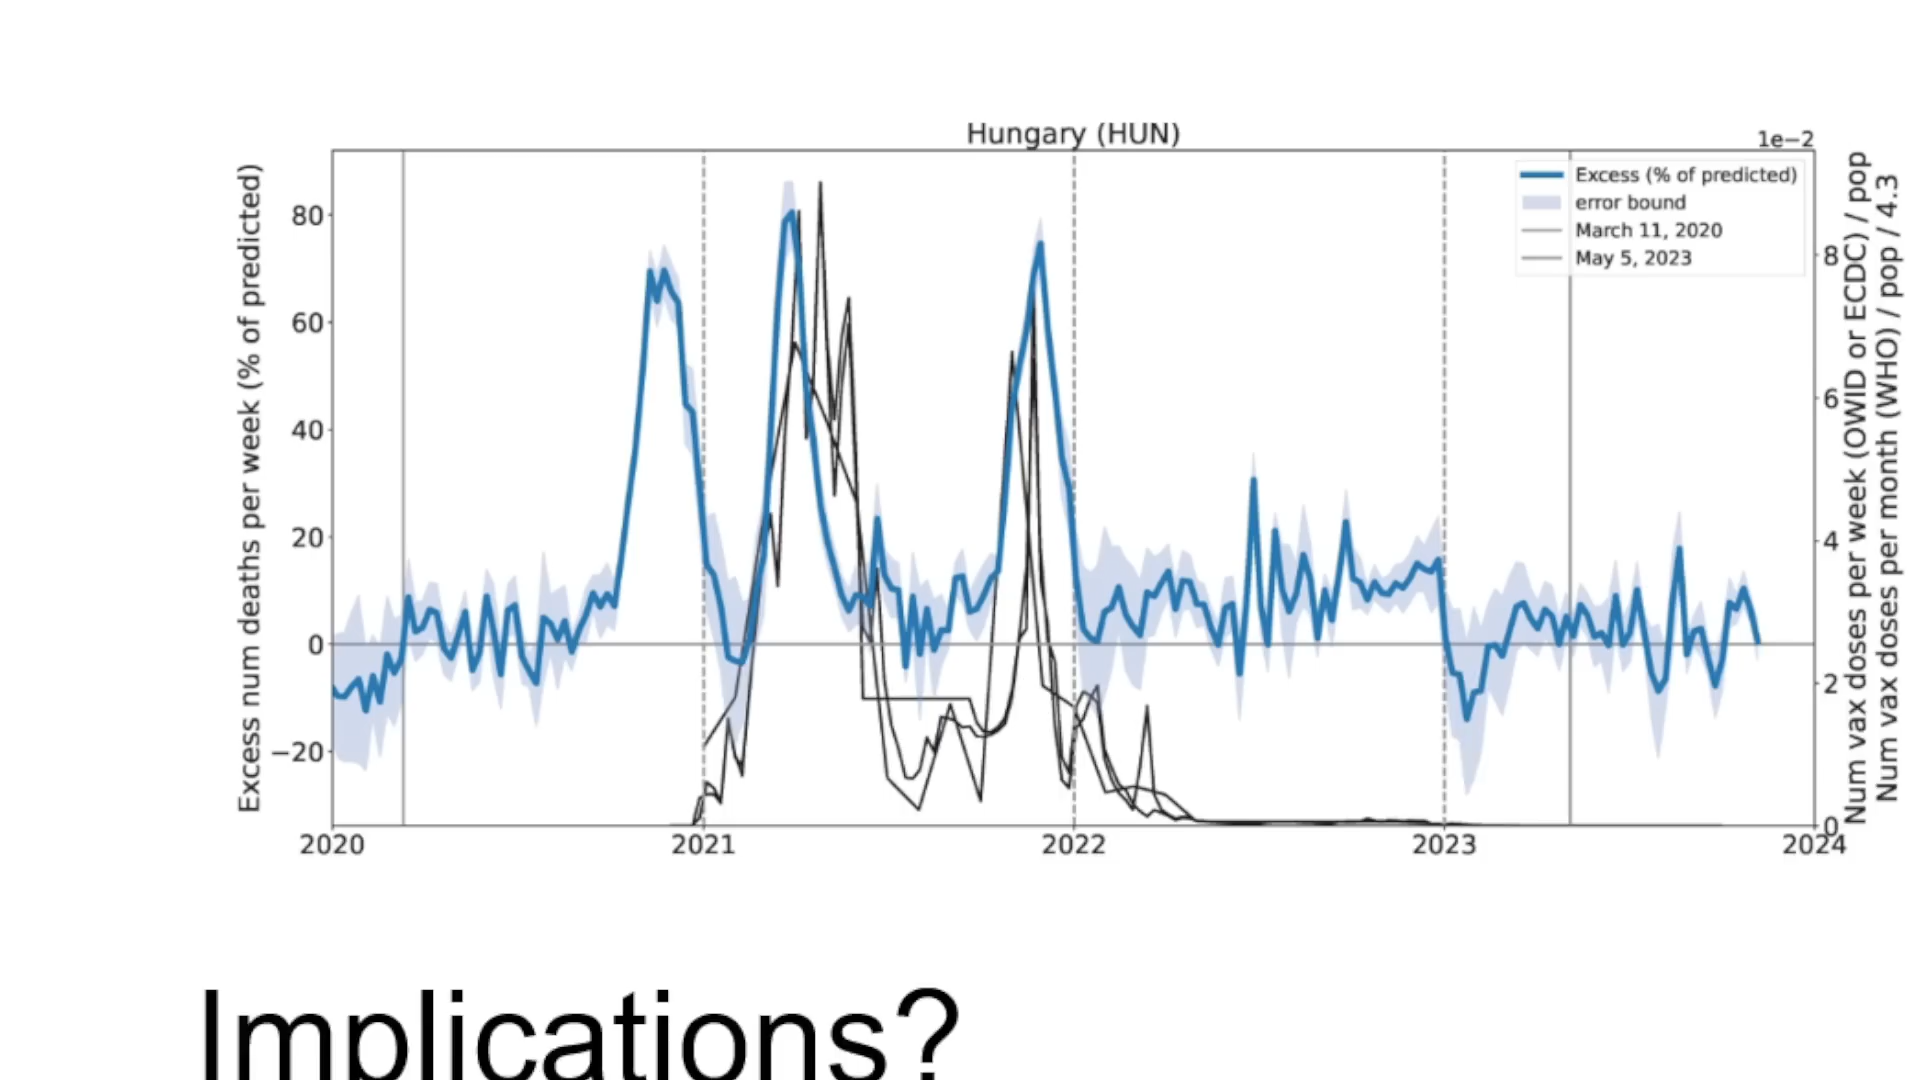 Hungary (HUN)
1e−2
Excess num deaths per week (% of predicted)
80
60
40
20
0
−20
Excess (% of predicted)
error bound
March 11, 2020
May 5, 2023
8
6
4
2
0
Num vax doses per week (OWID or ECDC) / pop
Num vax doses per month (WHO) / pop / 4.3
2020
2021
2022
2023
2024
Implications?